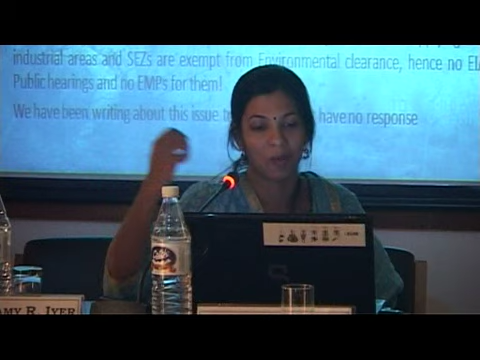 industrial areas and SEZs are exempt from Environmental clearance, hence no EI
Public hearings and no EMPs for them!
We have been writing about this issue have no response
AMY R. IYER